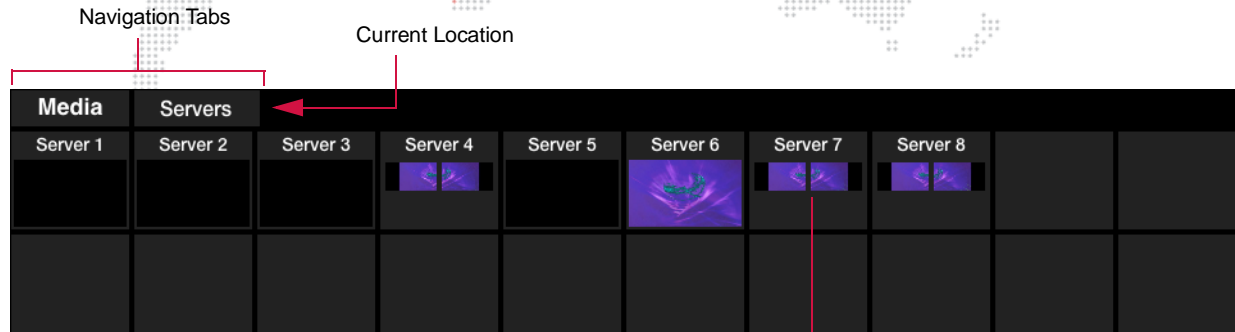 Navigation Tabs
Current Location
Media Servers
Server 1 Server 2 Server 3 Server 4 Server 5 Server 6 Server 7 Server 8